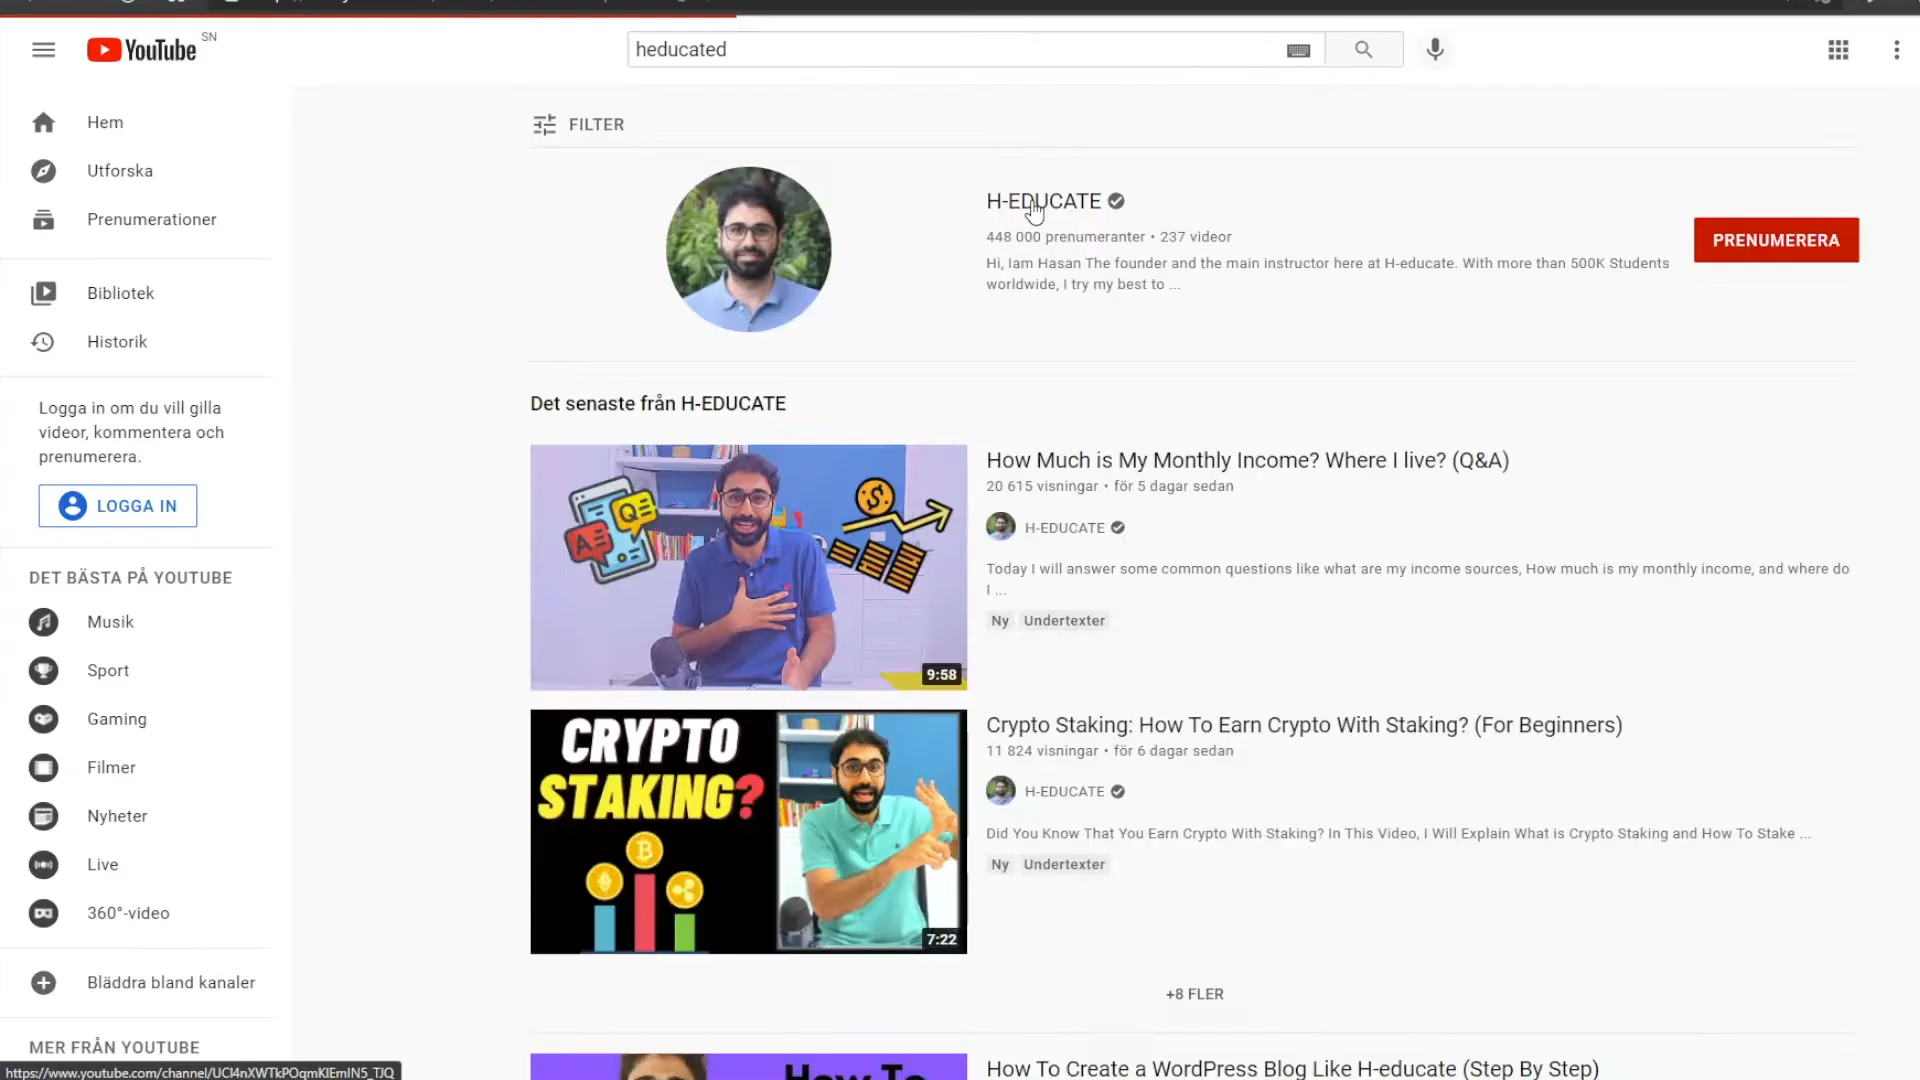 YouTube SN
heducated
Hem
Utforska
Prenumerationer
Bibliotek
Historik
Logga in om du vill gilla
videor, kommentera och
prenumerera.
LOGGA IN
DET BÄSTA PÅ YOUTUBE
Musik
Sport
Gaming
Filmer
Nyheter
Live
360°-video
Bläddra bland kanaler
MER FRÅN YOUTUBE
FILTER
H-EDUCATE
448 000 prenumeranter • 237 videor
Hi, Iam Hasan The founder and the main instructor here at H-educate. With more than 500K Students
worldwide, I try my best to ...
PRENUMERERA
Det senaste från H-EDUCATE
Q
A
$
9:58
How Much is My Monthly Income? Where I live? (Q&A)
20 615 visningar • för 5 dagar sedan
H-EDUCATE
Today I will answer some common questions like what are my income sources, How much is my monthly income, and where do
I ...
Ny Undertexter
CRYPTO
STAKING?
7:22
Crypto Staking: How To Earn Crypto With Staking? (For Beginners)
11 824 visningar • för 6 dagar sedan
H-EDUCATE
Did You Know That You Earn Crypto With Staking? In This Video, I Will Explain What is Crypto Staking and How To Stake ...
Ny Undertexter
+8 FLER
How To
How To Create a WordPress Blog Like H-educate (Step By Step)